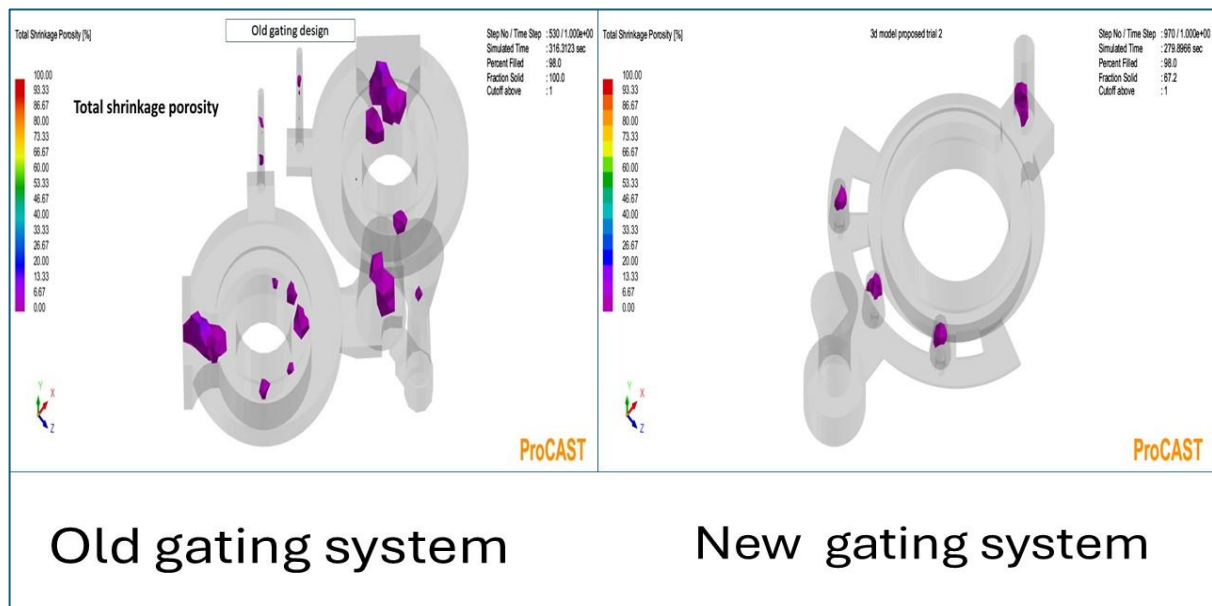 Total Shrinkage Porosity [%]
Old gating design
Step No / Time Step : 530 / 1.000e+00
Simulated Time : 316.3123 sec
Percent Filled : 98.0
Fraction Solid : 100.0
Cutoff above : 1
100.00
93.33
86.67
80.00
73.33
66.67
60.00
53.33
46.67
40.00
33.33
26.67
20.00
13.33
6.67
0.00
Total shrinkage porosity
Y
X
Z
ProCAST
Total Shrinkage Porosity [%]
3d model proposed trial 2
Step No / Time Step : 970 / 1.000e+00
Simulated Time : 279.8966 sec
Percent Filled : 98.0
Fraction Solid : 67.2
Cutoff above : 1
100.00
93.33
86.67
80.00
73.33
66.67
60.00
53.33
46.67
40.00
33.33
26.67
20.00
13.33
6.67
0.00
Y
X
Z
ProCAST
Old gating system
New gating system